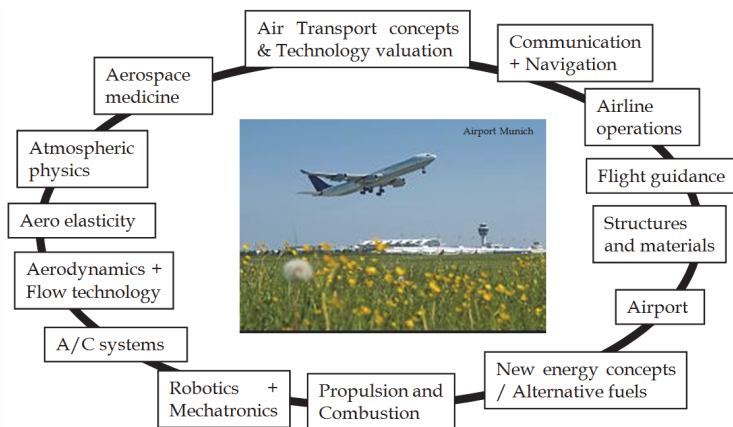 Air Transport concepts
& Technology valuation
Communication
+ Navigation
Airline
operations
Flight guidance
Structures
and materials
Airport
New energy concepts
/ Alternative fuels
Propulsion and
Combustion
Robotics +
Mechatronics
A/C systems
Aerodynamics +
Flow technology
Aero elasticity
Atmospheric
physics
Aerospace
medicine
Airport Munich